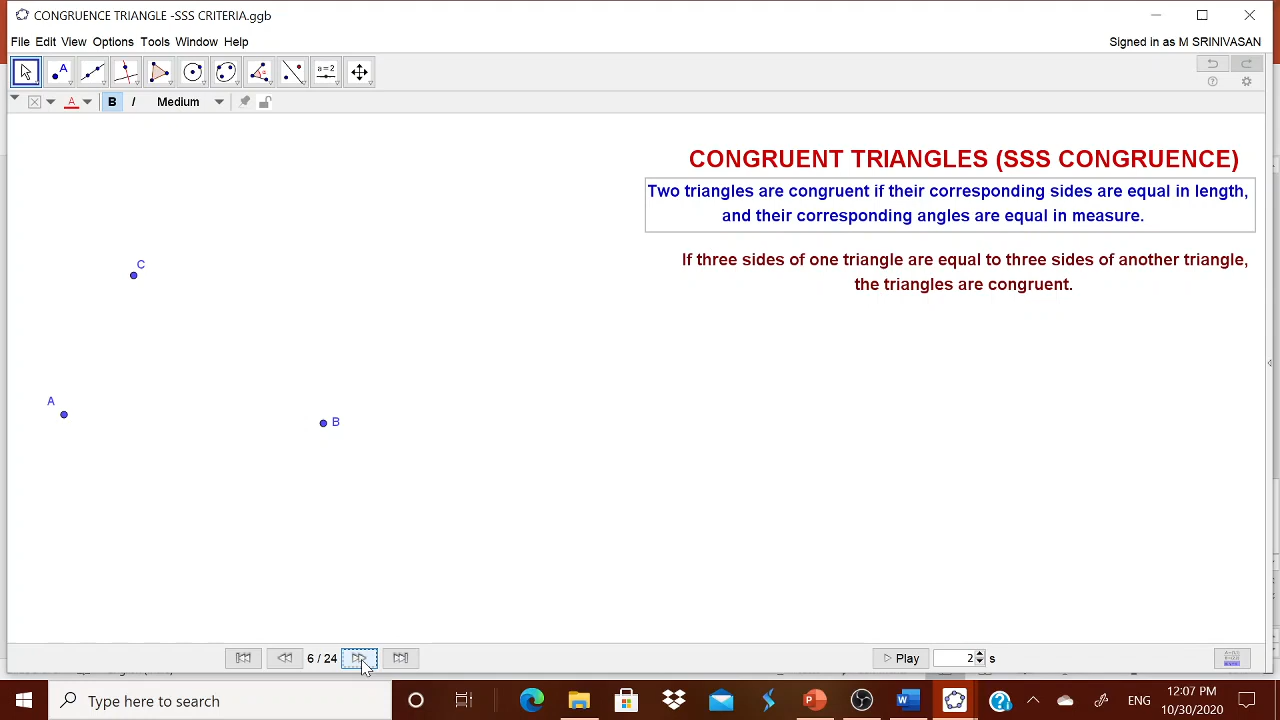 CONGRUENCE TRIANGLE -SSS CRITERIA.ggb
File Edit View Options Tools Window Help
Signed in as M SRINIVASAN
A
a=2
A B I Medium
CONGRUENT TRIANGLES (SSS CONGRUENCE)
Two triangles are congruent if their corresponding sides are equal in length,
and their corresponding angles are equal in measure.
If three sides of one triangle are equal to three sides of another triangle,
the triangles are congruent.
C
A
B
6 / 24
Play
2 s
Type here to search
ENG
12:07 PM
10/30/2020